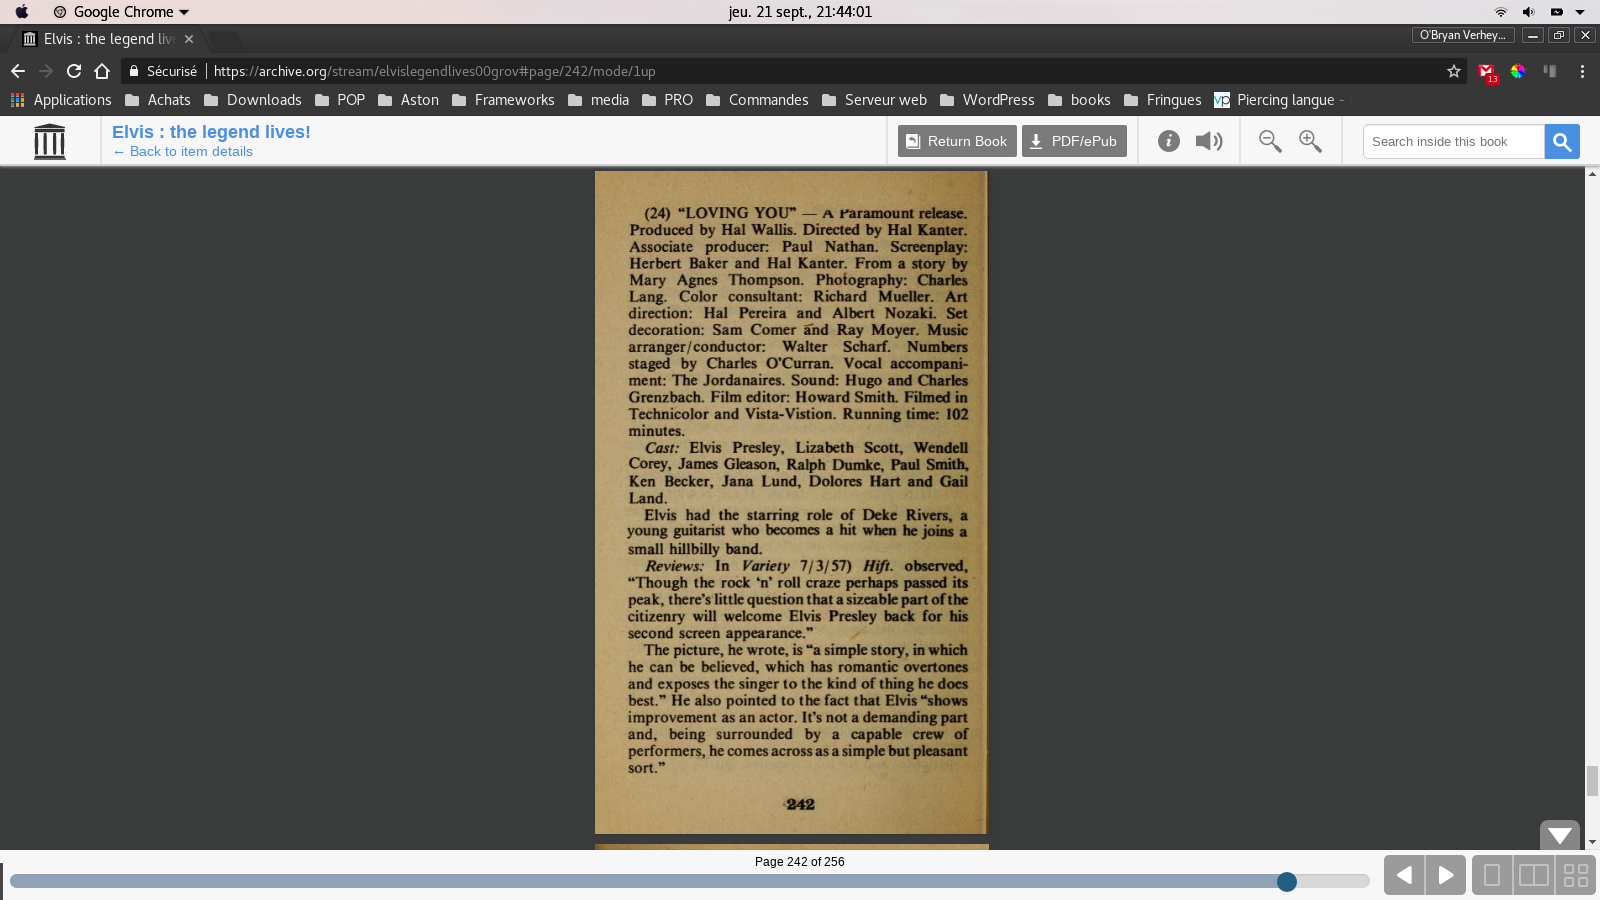 Google Chrome
jeu. 21 sept., 21:44:01
Elvis : the legend live
O'Bryan Verhey...
Sécurisé
https://archive.org/stream/elvislegendlives00grov#page/242/mode/1up
13
Applications
Achats
Downloads
POP
Aston
Frameworks
media
PRO
Commandes
Serveur web
WordPress
books
Fringues
vp
Piercing langue -
Elvis : the legend lives!
← Back to item details
Return Book
PDF/ePub
Search inside this book
(24) “LOVING YOU” — A Paramount release.
Produced by Hal Wallis. Directed by Hal Kanter.
Associate producer: Paul Nathan. Screenplay:
Herbert Baker and Hal Kanter. From a story by
Mary Agnes Thompson. Photography: Charles
Lang. Color consultant: Richard Mueller. Art
direction: Hal Pereira and Albert Nozaki. Set
decoration: Sam Comer and Ray Moyer. Music
arranger/conductor: Walter Scharf. Numbers
staged by Charles O'Curran. Vocal accompani-
ment: The Jordanaires. Sound: Hugo and Charles
Grenzbach. Film editor: Howard Smith. Filmed in
Technicolor and Vista-Vistion. Running time: 102
minutes.
Cast: Elvis Presley, Lizabeth Scott, Wendell
Corey, James Gleason, Ralph Dumke, Paul Smith,
Ken Becker, Jana Lund, Dolores Hart and Gail
Land.
Elvis had the starring role of Deke Rivers, a
young guitarist who becomes a hit when he joins a
small hillbilly band.
Reviews: In Variety 7/3/57) Hift. observed,
“Though the rock ‘n’ roll craze perhaps passed its
peak, there’s little question that a sizeable part of the
citizenry will welcome Elvis Presley back for his
second screen appearance.”
The picture, he wrote, is “a simple story, in which
he can be believed, which has romantic overtones
and exposes the singer to the kind of thing he does
best.” He also pointed to the fact that Elvis “shows
improvement as an actor. It’s not a demanding part
and, being surrounded by a capable crew of
performers, he comes across as a simple but pleasant
sort.”
242
Page 242 of 256